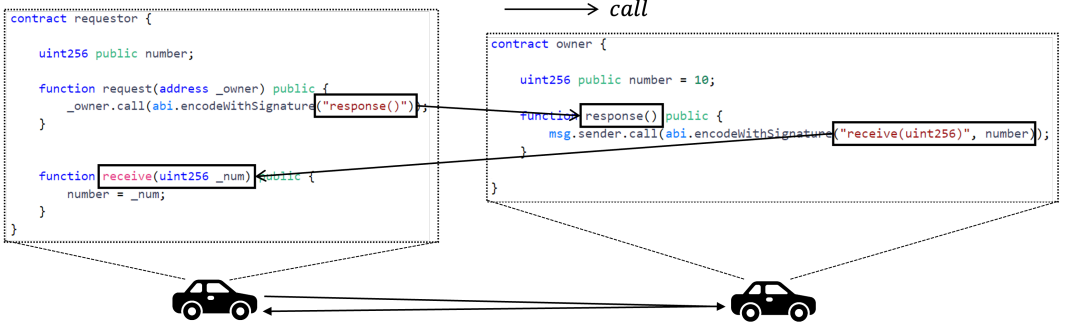 call
contract requestor {
uint256 public number;
function request(address _owner) public {
_owner.call(abi.encodeWithSignature("response()"));
}
function receive(uint256 _num) public {
number = _num;
}
}
contract owner {
uint256 public number = 10;
function response() public {
msg.sender.call(abi.encodeWithSignature("receive(uint256)", number));
}
}